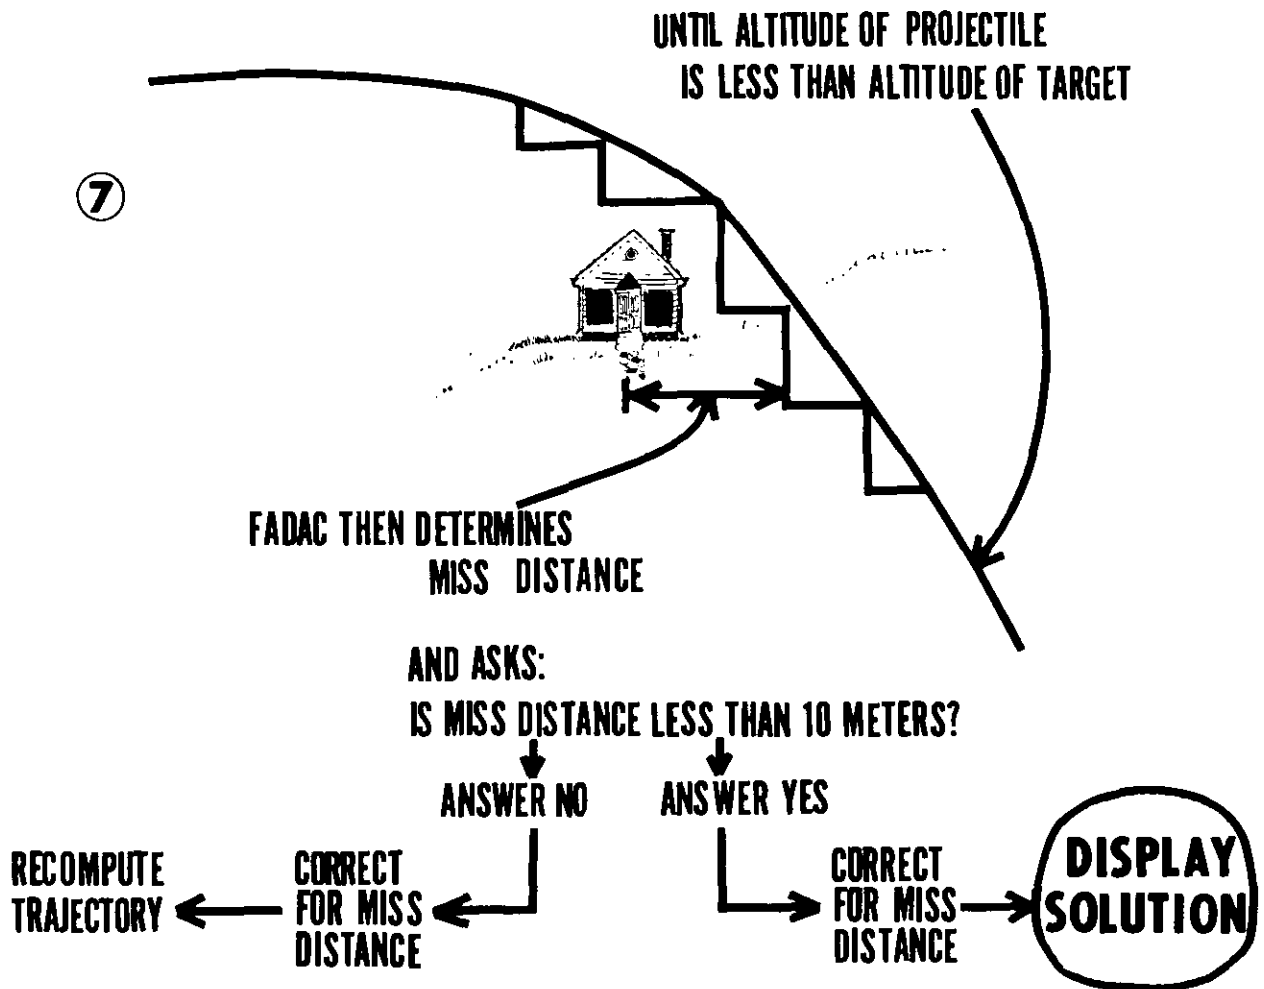 UNTIL ALTITUDE OF PROJECTILE
IS LESS THAN ALTITUDE OF TARGET
7
FADAC THEN DETERMINES
MISS DISTANCE
AND ASKS:
IS MISS DISTANCE LESS THAN 10 METERS?
ANSWER NO
ANSWER YES
RECOMPUTE
TRAJECTORY
CORRECT
FOR MISS
DISTANCE
CORRECT
FOR MISS
DISTANCE
DISPLAY
SOLUTION